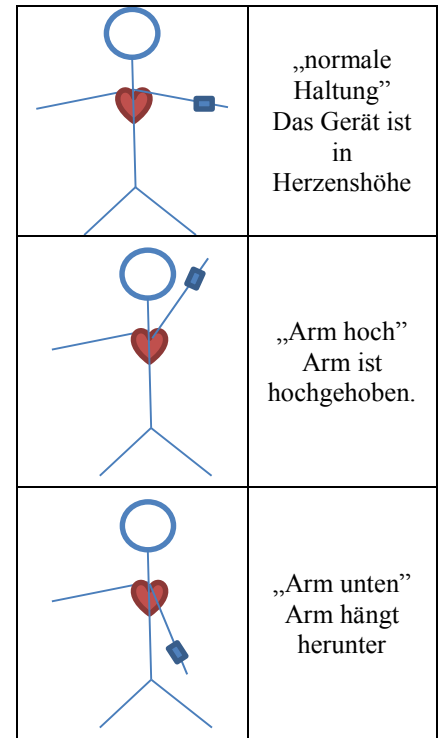 „normale
Haltung”
Das Gerät ist
in
Herzenshöhe
„Arm hoch”
Arm ist
hochgehoben.
„Arm unten”
Arm hängt
herunter